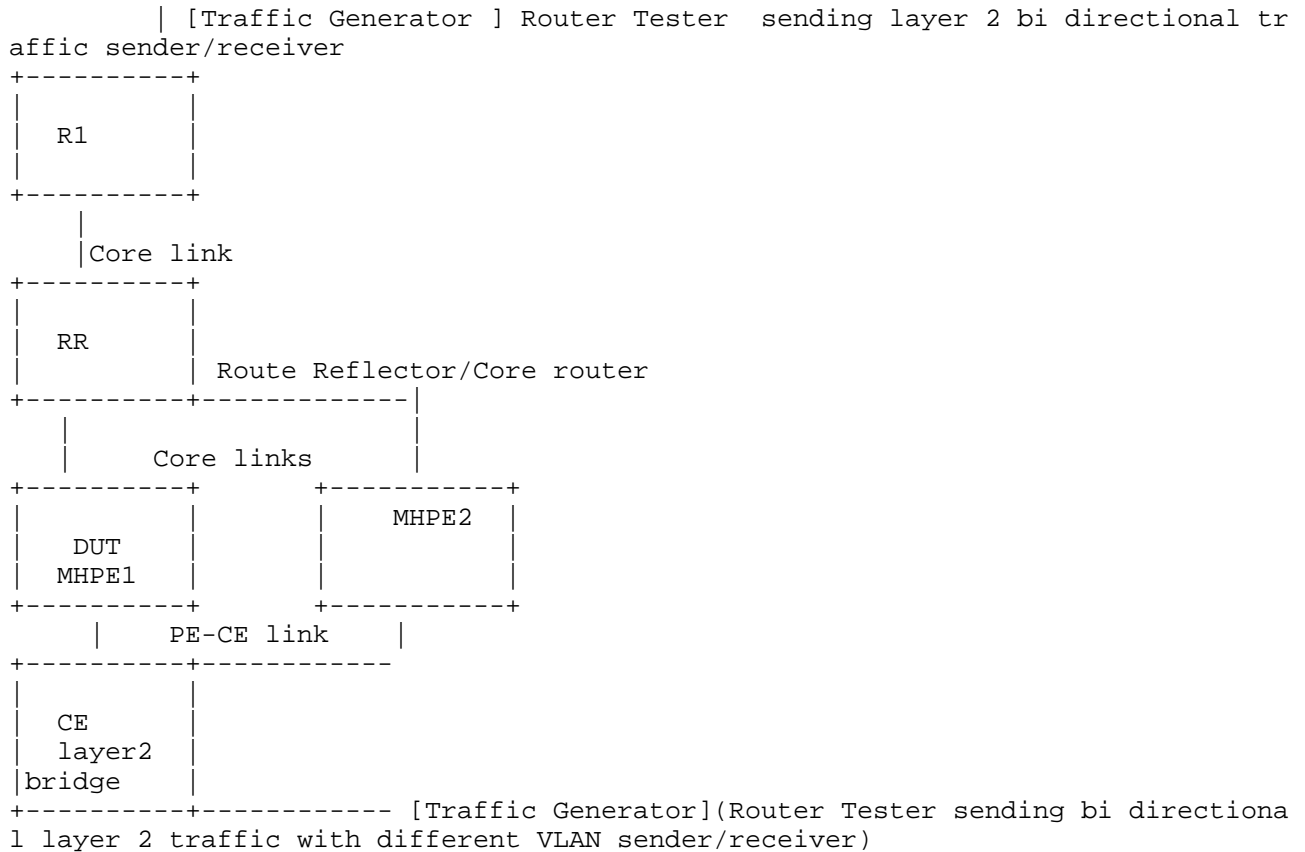 [Traffic Generator ] Router Tester  sending layer 2 bi directional tr
affic sender/receiver
R1
Core link
RR
Route Reflector/Core router
Core links
MHPE2
DUT
MHPE1
PE-CE link
CE
layer2
bridge
[Traffic Generator](Router Tester sending bi directiona
l layer 2 traffic with different VLAN sender/receiver)